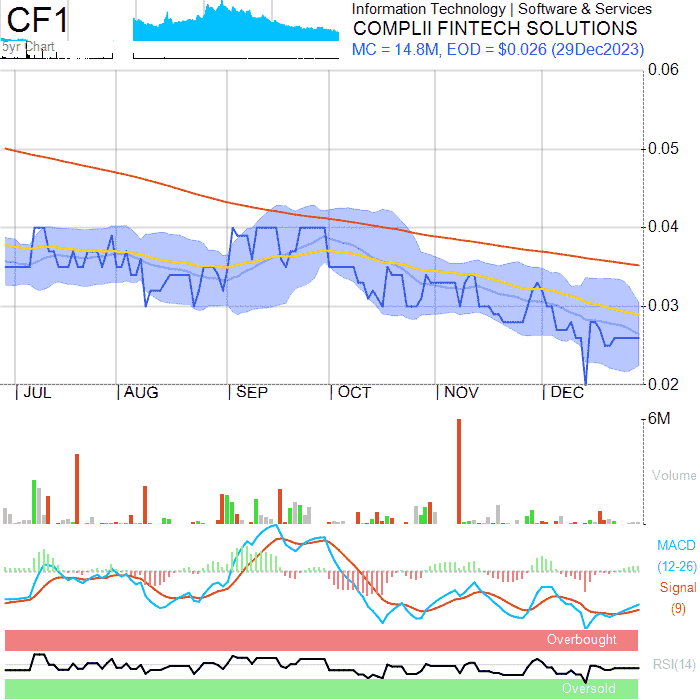 CF1
5yr Chart
Information Technology | Software & Services
COMPLII FINTECH SOLUTIONS
MC = 14.8M, EOD = $0.026 (29Dec2023)
0.06
0.05
0.04
0.03
0.02
JUL AUG SEP OCT NOV DEC
6M
Volume
MACD
(12-26)
Signal
(9)
Overbought
RSI(14)
Oversold